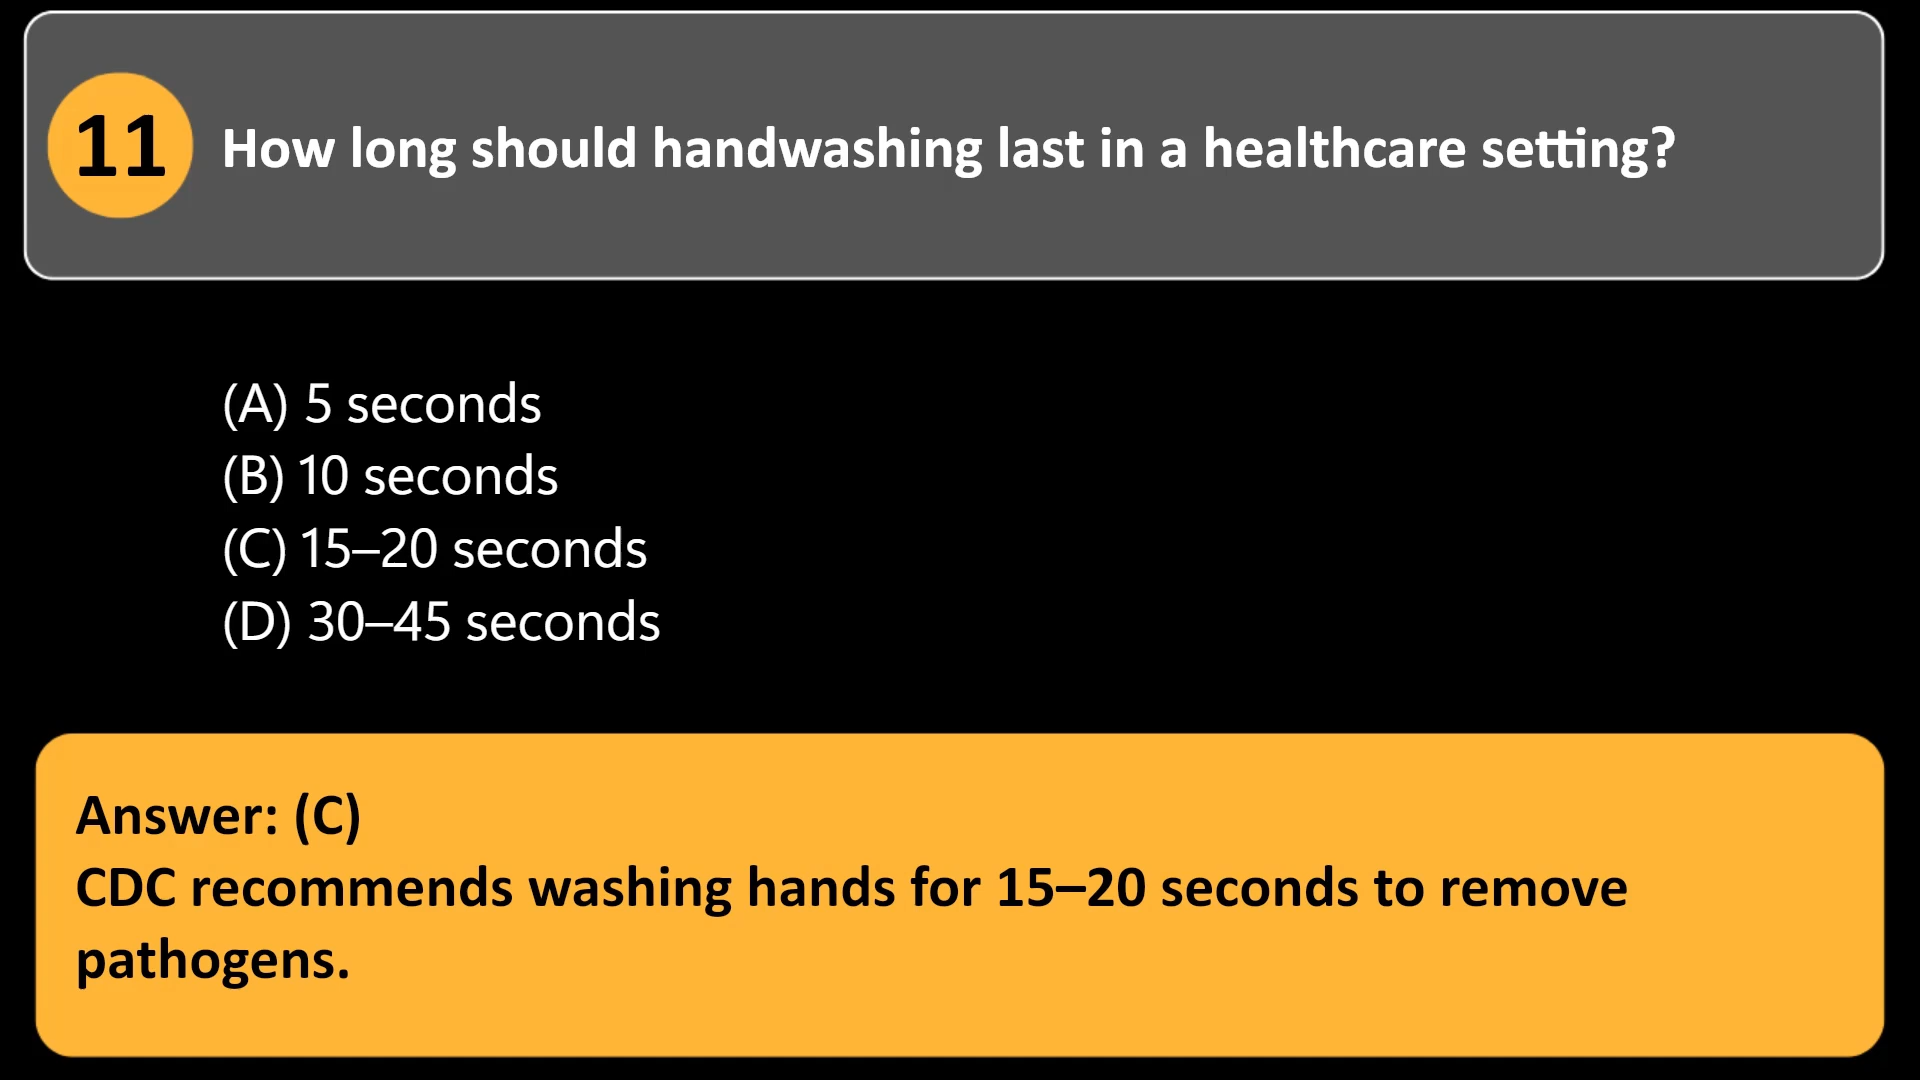 11 How long should handwashing last in a healthcare setting?
(A) 5 seconds
(B) 10 seconds
(C) 15–20 seconds
(D) 30–45 seconds
Answer: (C)
CDC recommends washing hands for 15–20 seconds to remove
pathogens.